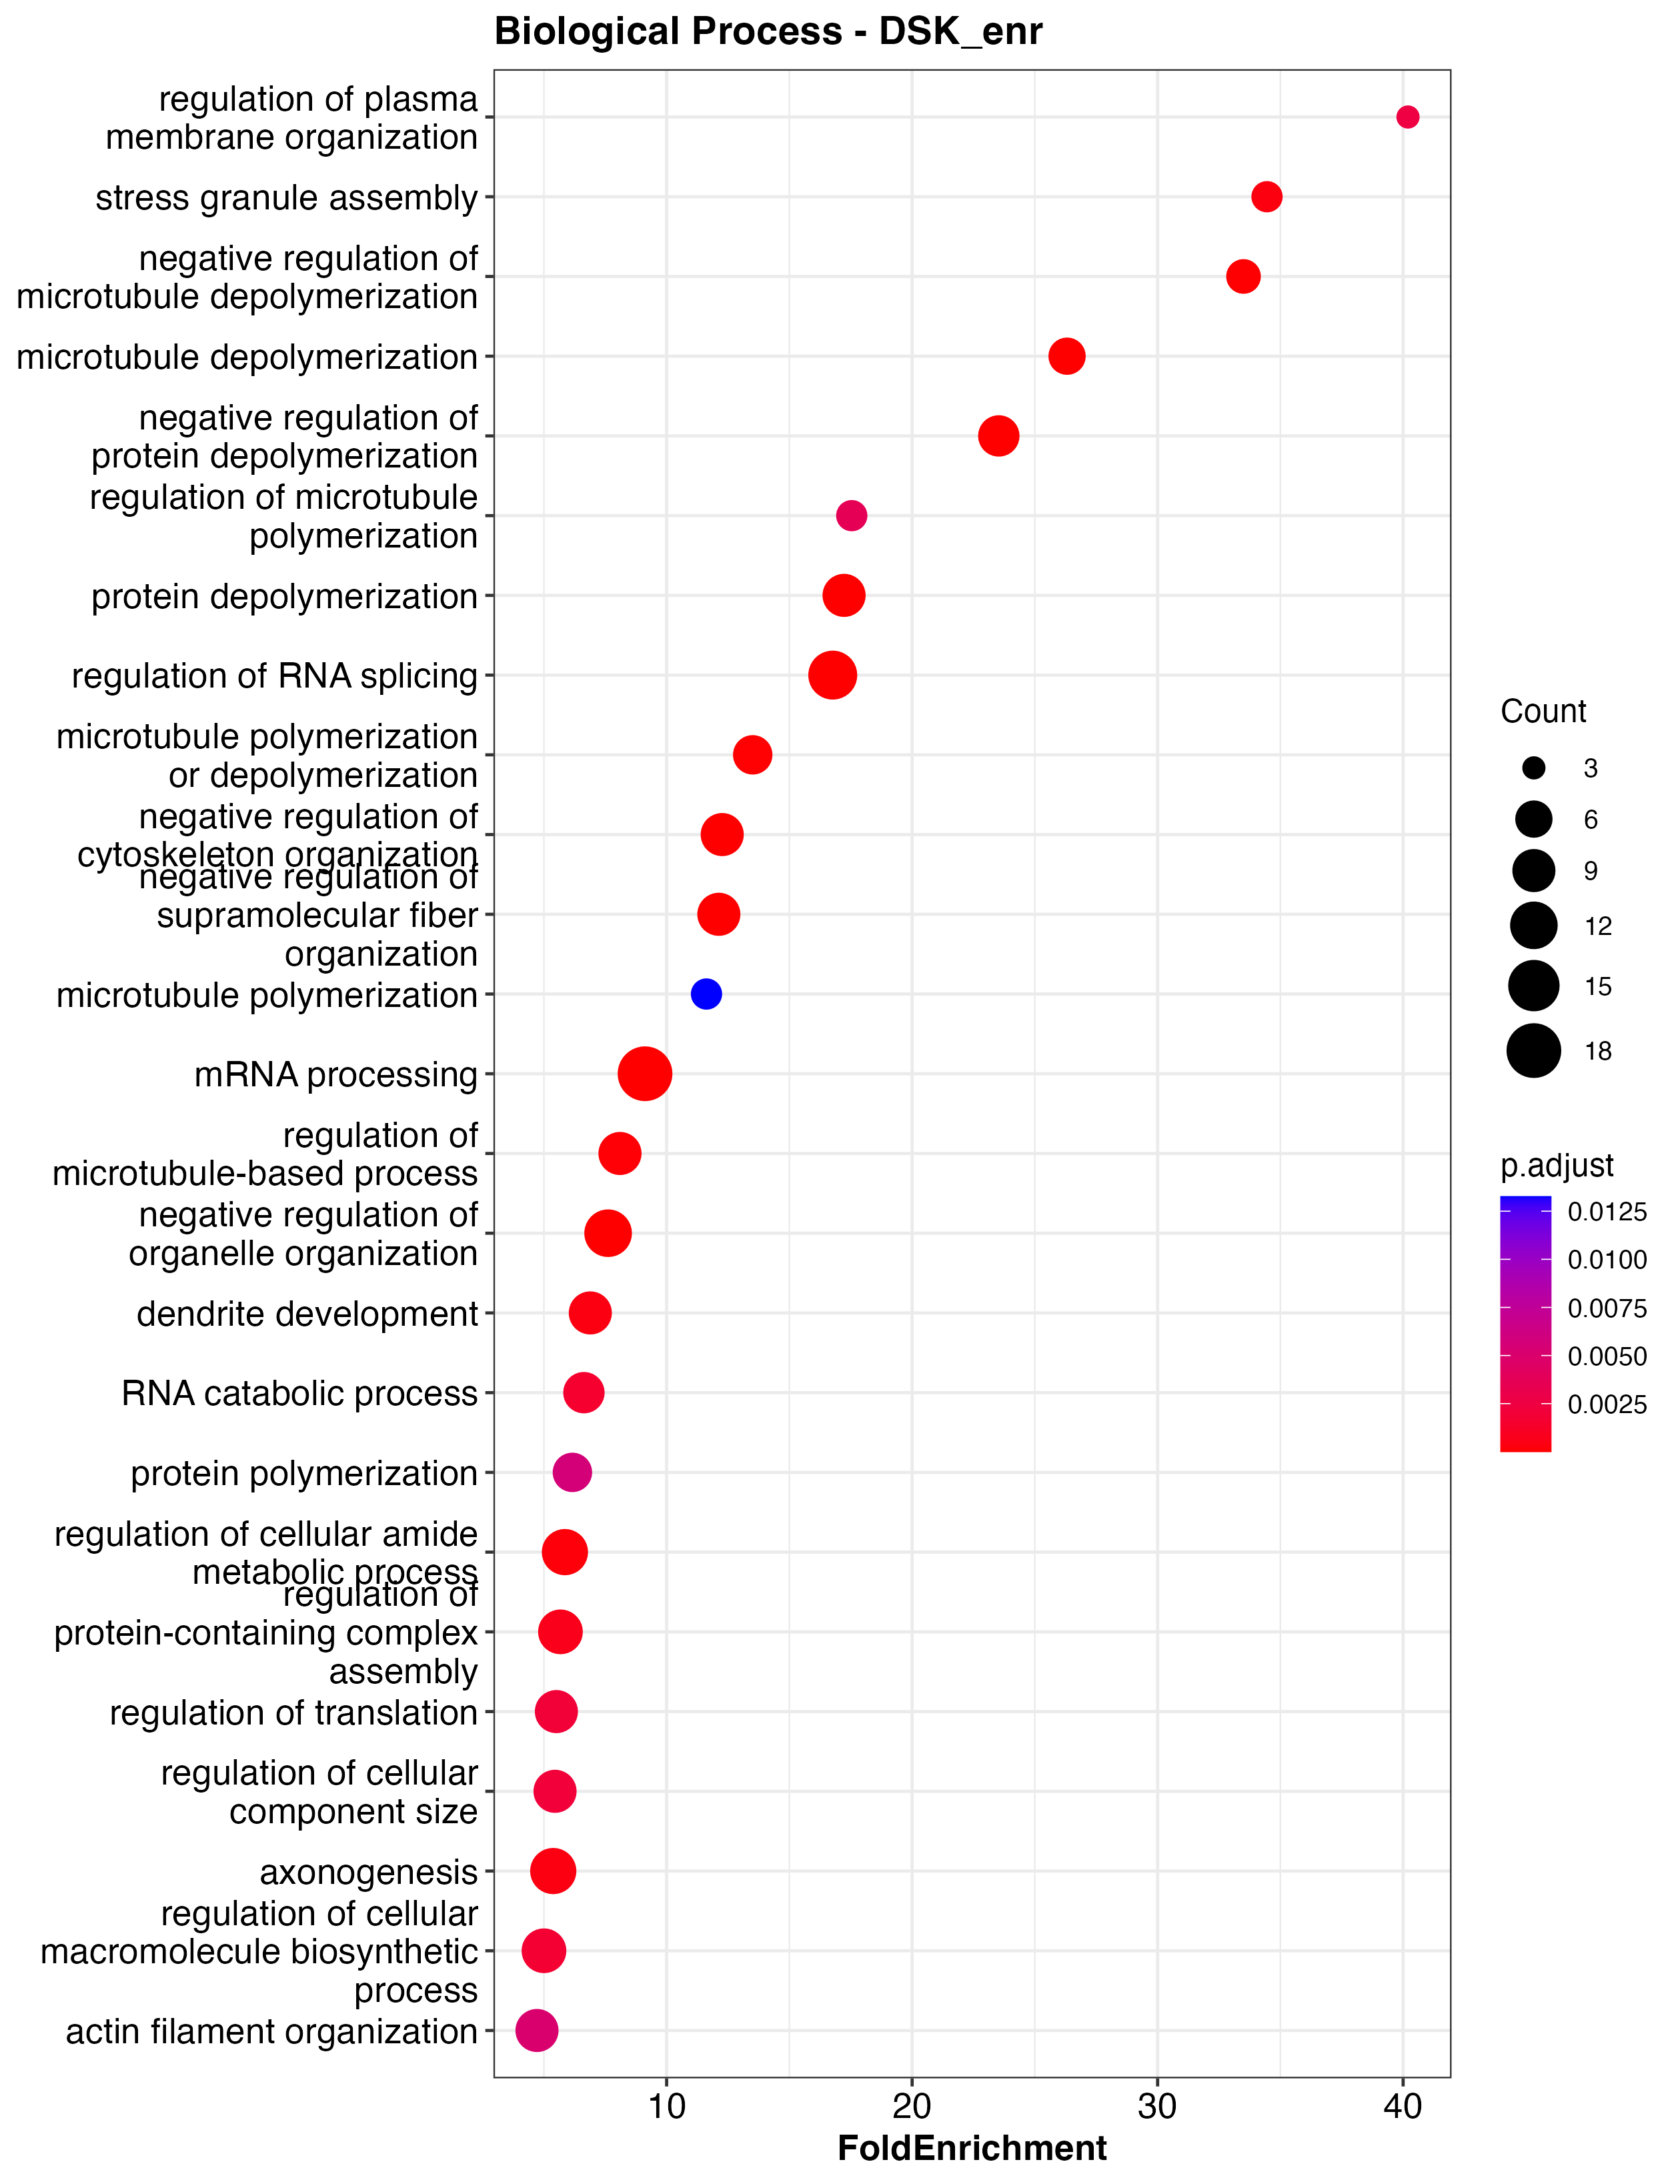 Biological Process - DSK_enr
regulation of plasma
membrane organization
stress granule assembly
negative regulation of
microtubule depolymerization
microtubule depolymerization
negative regulation of
protein depolymerization
regulation of microtubule
polymerization
protein depolymerization
regulation of RNA splicing
microtubule polymerization
or depolymerization
negative regulation of
cytoskeleton organization
negative regulation of
supramolecular fiber
organization
microtubule polymerization
mRNA processing
regulation of
microtubule-based process
negative regulation of
organelle organization
dendrite development
RNA catabolic process
protein polymerization
regulation of cellular amide
metabolic process
regulation of
protein-containing complex
assembly
regulation of translation
regulation of cellular
component size
axonogenesis
regulation of cellular
macromolecule biosynthetic
process
actin filament organization
10 20 30 40
FoldEnrichment
Count
3
6
9
12
15
18
p.adjust
0.0125
0.0100
0.0075
0.0050
0.0025